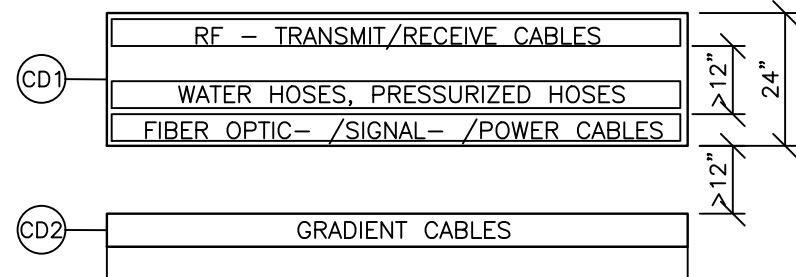 RF – TRANSMIT/RECEIVE CABLES
CD1
>12"
24"
WATER HOSES, PRESSURIZED HOSES
FIBER OPTIC– /SIGNAL– /POWER CABLES
>12"
CD2
GRADIENT CABLES